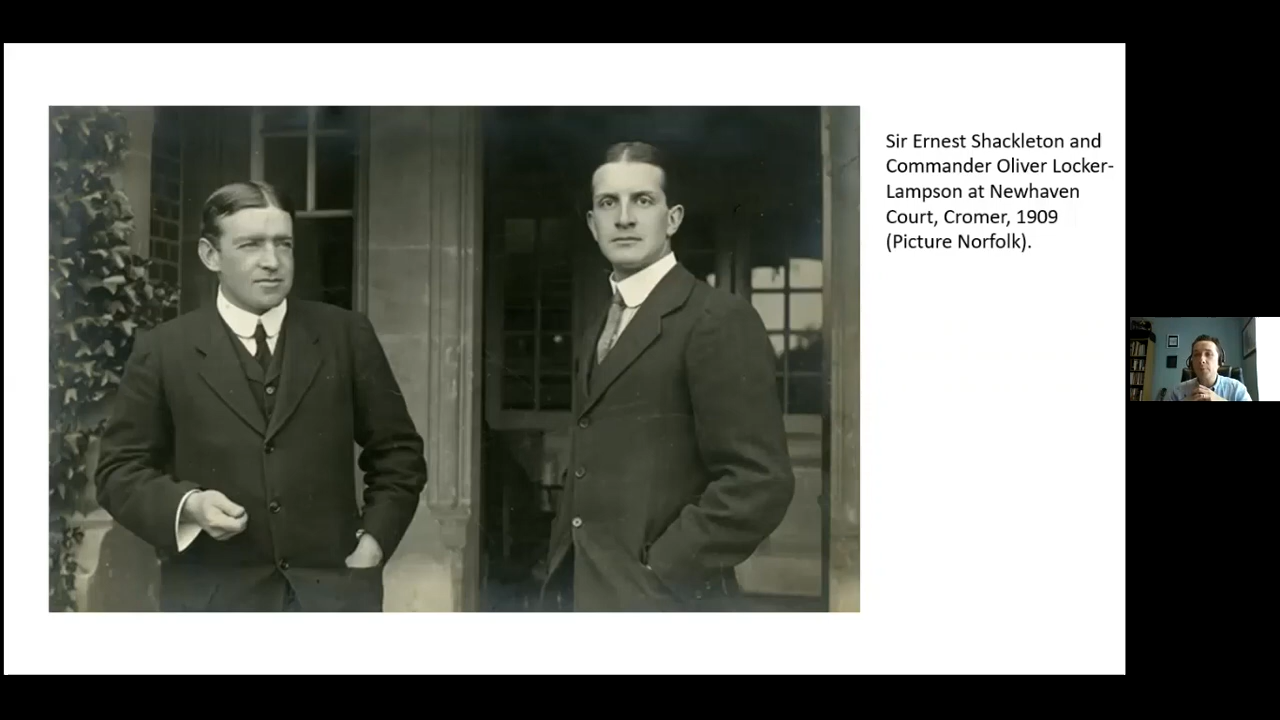 Sir Ernest Shackleton and
Commander Oliver Locker-
Lampson at Newhaven
Court, Cromer, 1909
(Picture Norfolk).